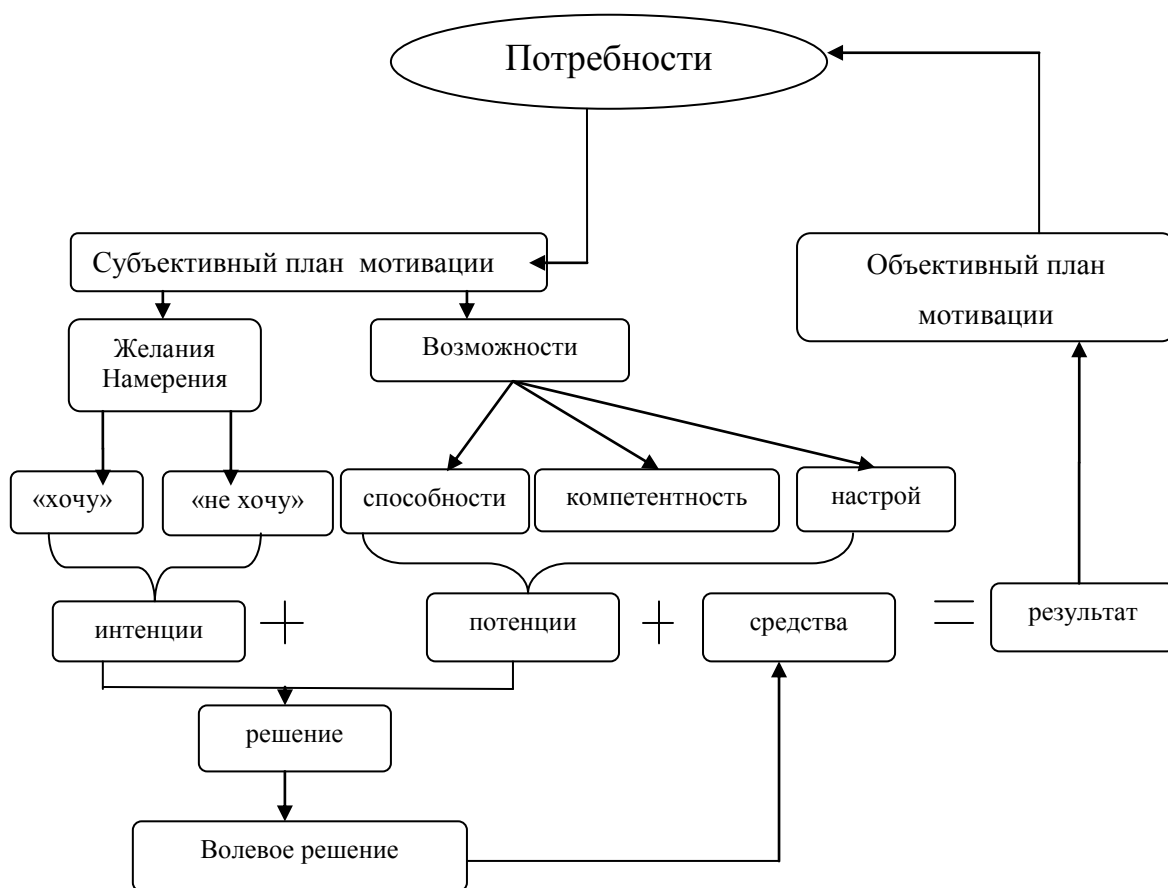 Потребности
Субъективный план мотивации
Объективный план
мотивации
Желания
Намерения
Возможности
«хочу»
«не хочу»
способности
компетентность
настрой
интенции
+
потенции
+
средства
=
результат
решение
Волевое решение